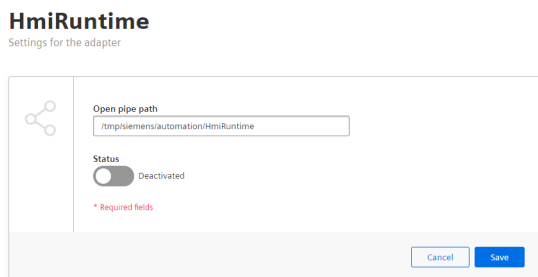 HmiRuntime
Settings for the adapter
Open pipe path
/tmp/siemens/automation/HmiRuntime
Status
Deactivated
* Required fields
Cancel Save